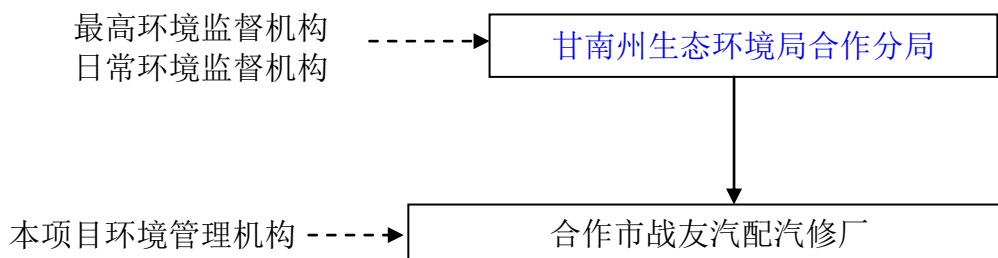 最高环境监督机构
日常环境监督机构
甘南州生态环境局合作分局
本项目环境管理机构
合作市战友汽配汽修厂